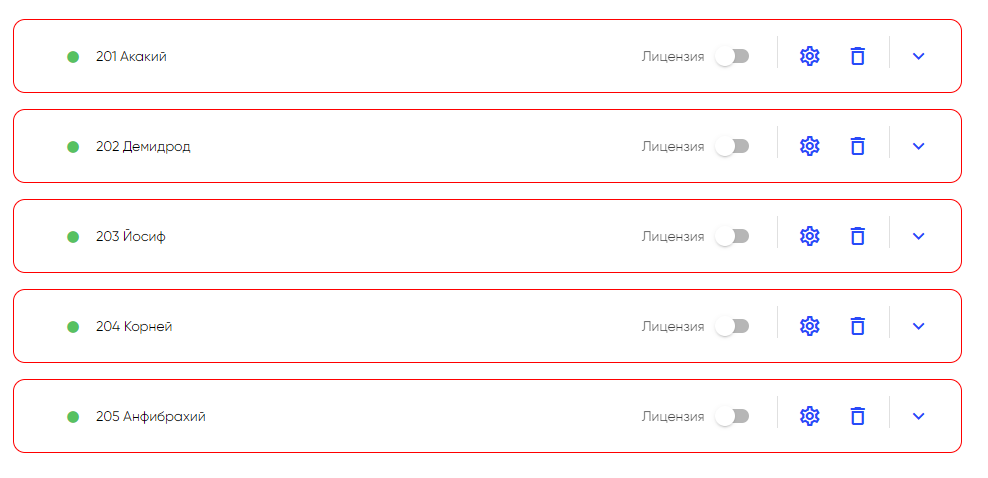 201 Акакий Лицензия
202 Демидрод Лицензия
203 Йосиф Лицензия
204 Корней Лицензия
205 Анфибрахий Лицензия